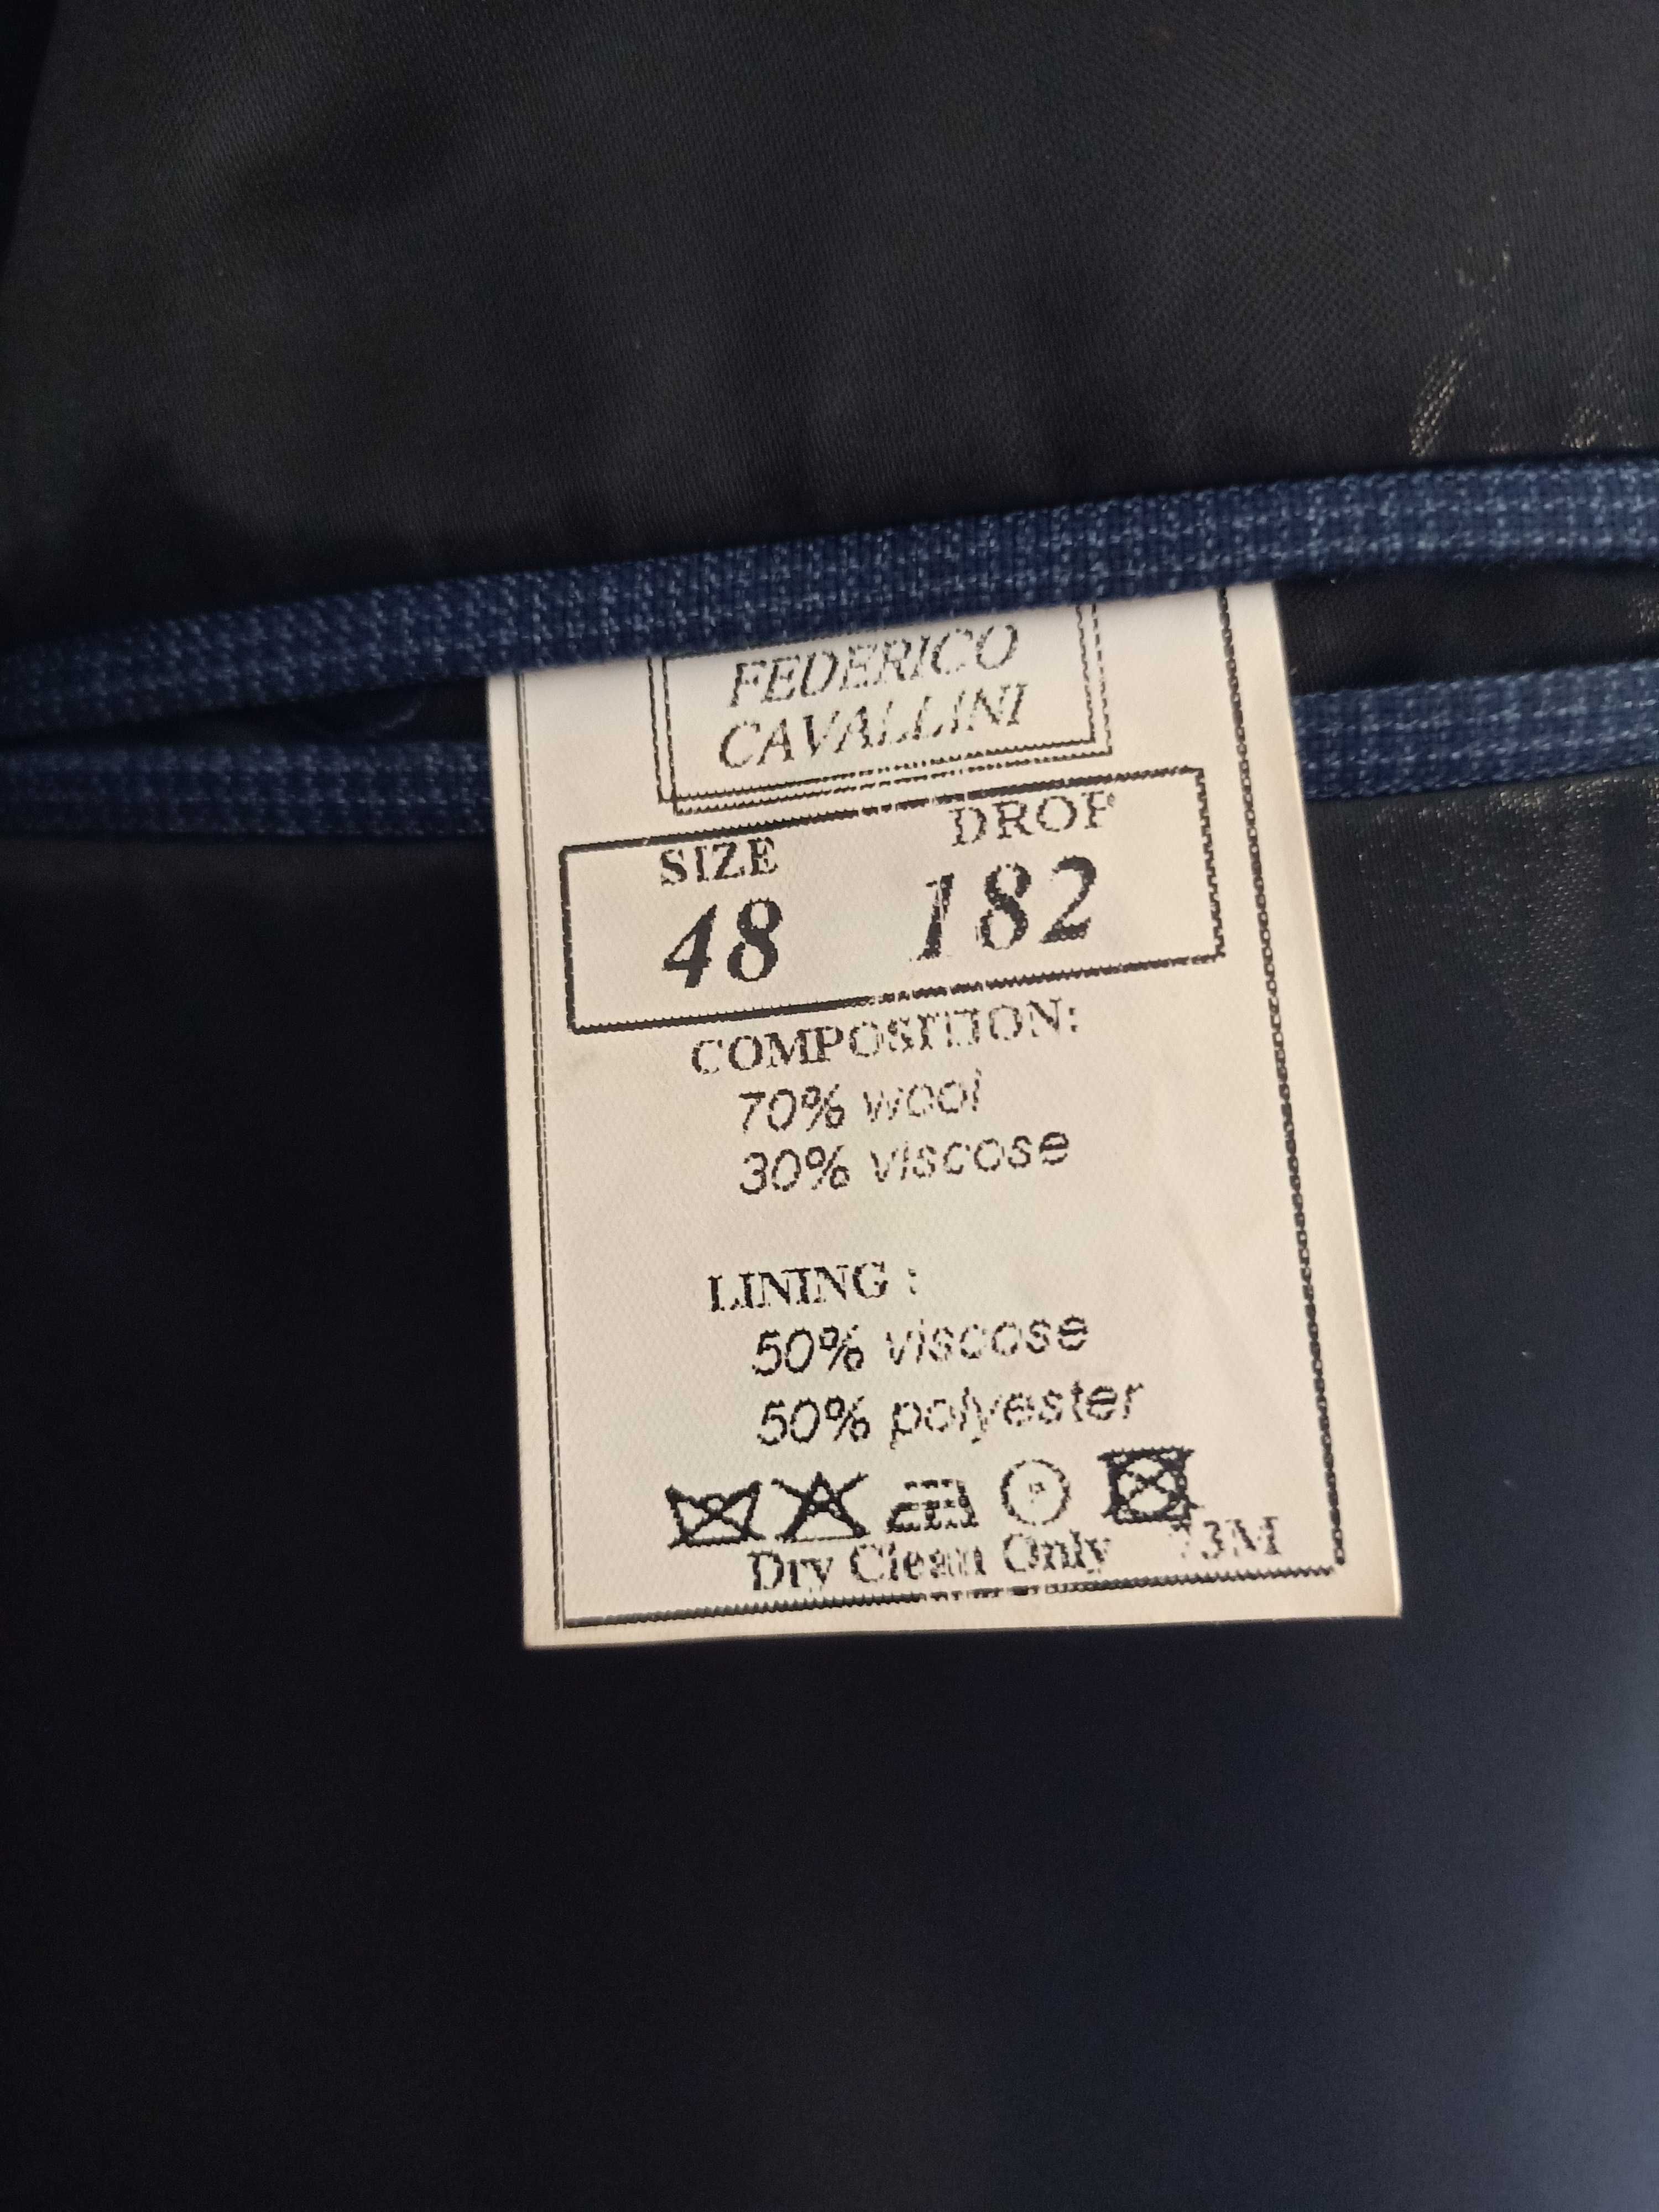 FEDERICO
CAVALLINI
SIZE DROP
48 182
COMPOSITION:
70% wool
30% viscose
LINING :
50% viscose
50% polyester
P
Dry Clean Only 73M